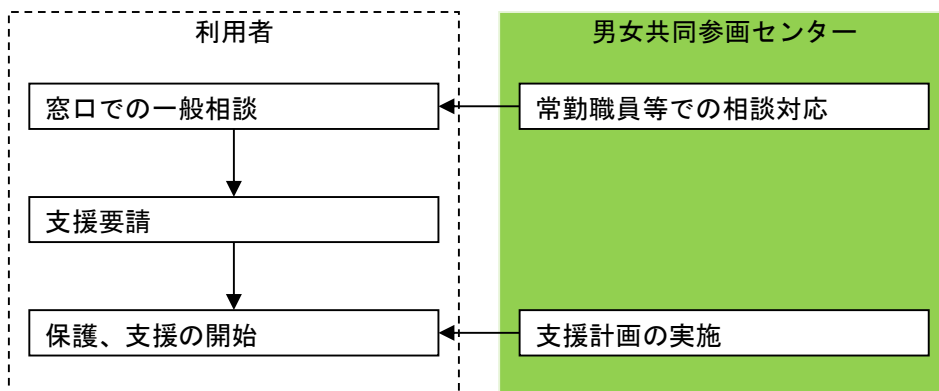 利用者
男女共同参画センター
窓口での一般相談
常勤職員等での相談対応
支援要請
保護、支援の開始
支援計画の実施